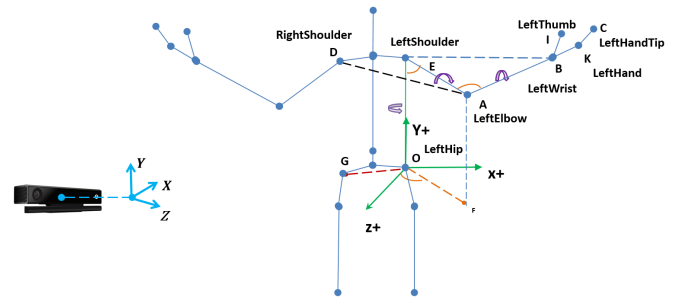 LeftThumb
C
RightShoulder
LeftShoulder
I
LeftHandTip
D
E
B
K
LeftHand
LeftWrist
A
LeftElbow
Y+
LeftHip
G
O
x+
Y
X
Z
F
z+